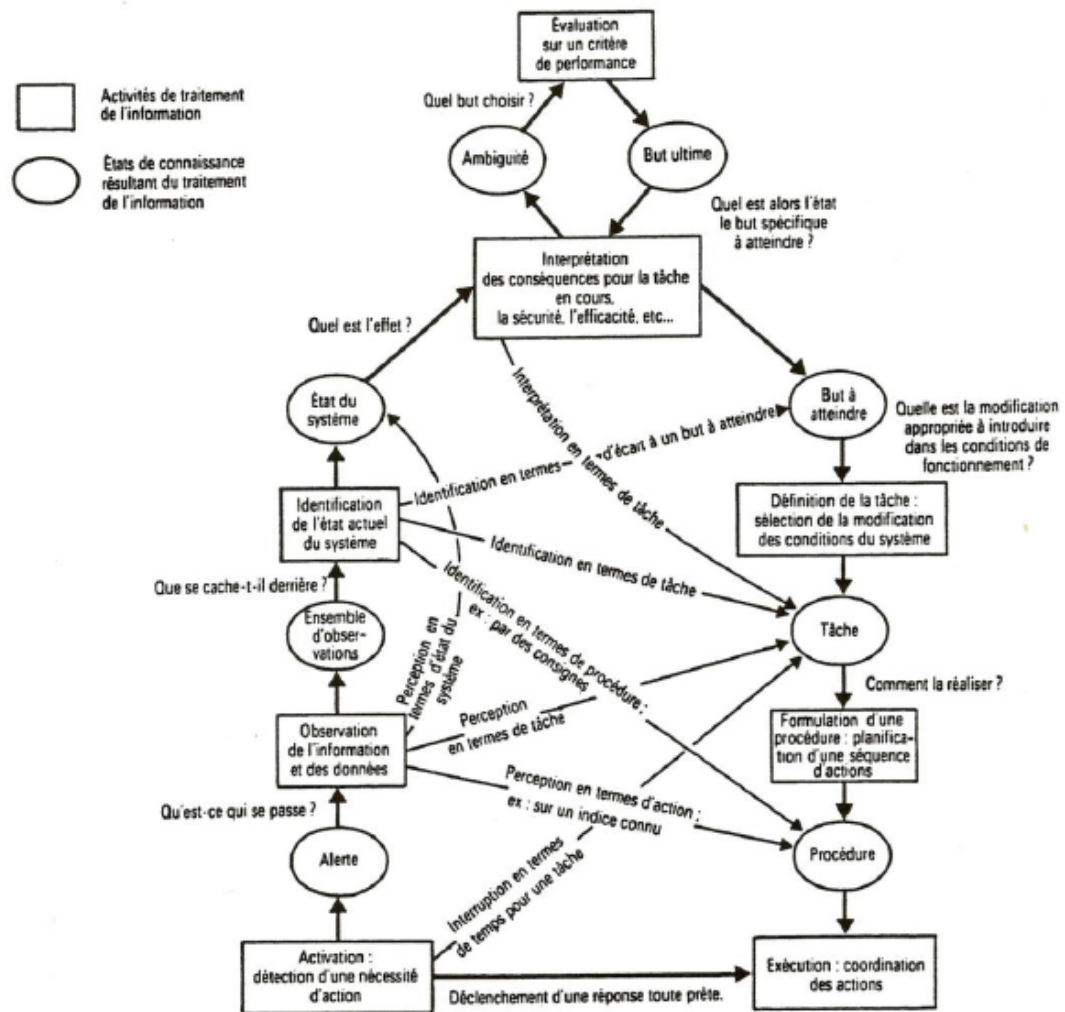 Évaluation
sur un critère
de performance
Activités de traitement
de l'information
Quel but choisir ?
États de connaissance
résultant du traitement
de l'information
Ambiguïté
But ultime
Quel est alors l'état
le but spécifique
à atteindre ?
Interprétation
des conséquences pour la tâche
en cours,
la sécurité, l'efficacité, etc...
Quel est l'effet ?
État du
système
Interprétation en termes de tâche
But à
atteindre
Quelle est la modification
appropriée à introduire
dans les conditions de
fonctionnement ?
Identification en termes d'écart à un but à atteindre
Identification
de l'état actuel
du système
Définition de la tâche :
sélection de la modification
des conditions du système
Identification en termes de tâche
Que se cache-t-il derrière ?
Identification en termes de procédure :
ex : par des consignes
Ensemble
d'obser-
vations
Tâche
Perception en
termes d'état du
système
Comment la réaliser ?
Perception
en termes de tâche
Observation
de l'information
et des données
Formulation d'une
procédure : planifica-
tion d'une séquence
d'actions
Perception en termes d'action :
ex : sur un indice connu
Qu'est-ce qui se passe ?
Alerte
Procédure
Interruption en termes
de temps pour une tâche
Activation :
détection d'une nécessité
d'action
Exécution : coordination
des actions
Déclenchement d'une réponse toute prête.